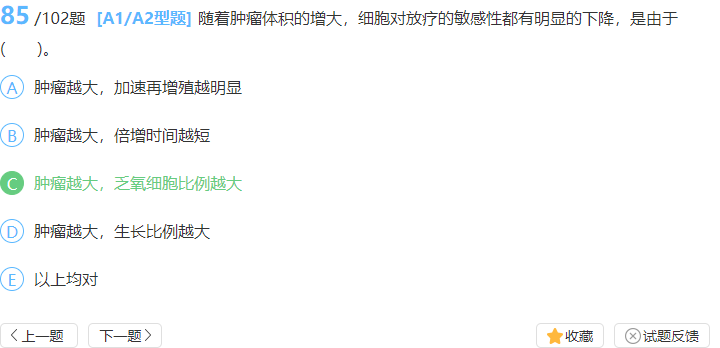 85 /102题 [A1/A2型题] 随着肿瘤体积的增大，细胞对放疗的敏感性都有明显的下降，是由于
(　　)。
A 肿瘤越大，加速再增殖越明显
B 肿瘤越大，倍增时间越短
C 肿瘤越大，乏氧细胞比例越大
D 肿瘤越大，生长比例越大
E 以上均对
上一题 下一题 收藏 试题反馈